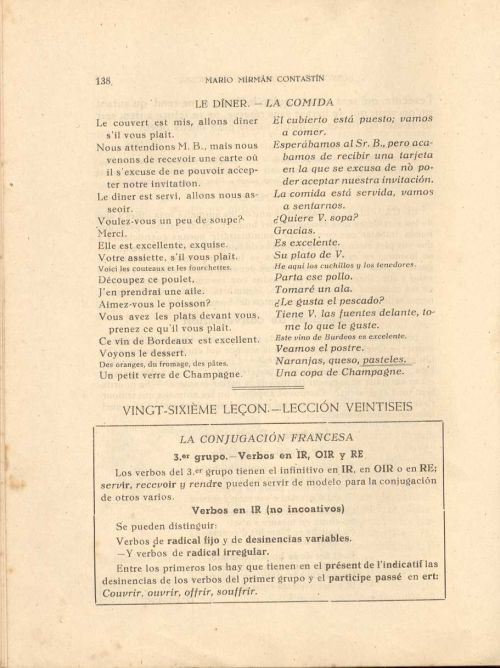 138
MARIO MIRMÁN CONTASTÍN
LE DÎNER. — LA COMIDA
Le couvert est mis, allons dîner
s'il vous plait.
Nous attendions M. B., mais nous
venons de recevoir une carte où
il s'excuse de ne pouvoir accep-
ter notre invitation.
Le dîner est servi, allons nous as-
seoir.
Voulez-vous un peu de soupe?
Merci.
Elle est excellente, exquise.
Votre assiette, s'il vous plait.
Voici les couteaux et les fourchettes.
Découpez ce poulet,
J'en prendrai une aile.
Aimez-vous le poisson?
Vous avez les plats devant vous,
prenez ce qu'il vous plaît.
Ce vin de Bordeaux est excellent.
Voyons le dessert.
Des oranges, du fromage, des pâtes.
Un petit verre de Champagne.
El cubierto está puesto; vamos
a comer.
Esperábamos al Sr. B., pero aca-
bamos de recibir una tarjeta
en la que se excusa de no po-
der aceptar nuestra invitación.
La comida está servida, vamos
a sentarnos.
¿Quiere V. sopa?
Gracias.
Es excelente.
Su plato de V.
He aquí los cuchillos y los tenedores.
Parta ese pollo.
Tomaré un ala.
¿Le gusta el pescado?
Tiene V. las fuentes delante, to-
me lo que le guste.
Este vino de Burdeos es excelente.
Veamos el postre.
Naranjas, queso, pasteles.
Una copa de Champagne.
VINGT-SIXIÈME LEÇON.—LECCIÓN VEINTISEIS
LA CONJUGACIÓN FRANCESA
3.er grupo.—Verbos en IR, OIR y RE
Los verbos del 3.er grupo tienen el infinitivo en IR, en OIR o en RE;
servir, recevoir y rendre pueden servir de modelo para la conjugación
de otros varios.
Verbos en IR (no incoativos)
Se pueden distinguir:
Verbos de radical fijo y de desinencias variables.
—Y verbos de radical irregular.
Entre los primeros los hay que tienen en el présent de l'indicatif las
desinencias de los verbos del primer grupo y el participe passé en ert:
Couvrir, ouvrir, offrir, souffrir.